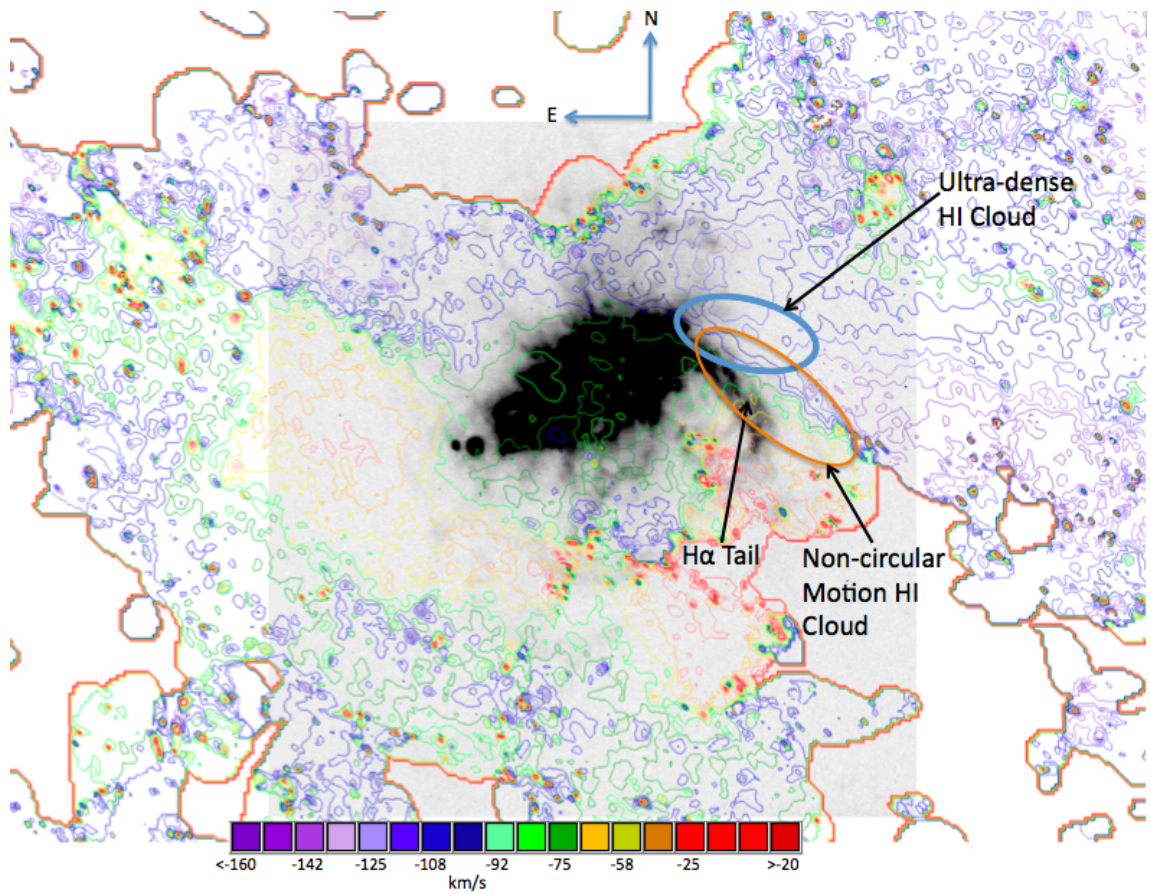 N
E
Ultra-dense
HI Cloud
Hα Tail
Non-circular
Motion HI
Cloud
<-160 -142 -125 -108 -92 -75 -58 -25 >-20
km/s